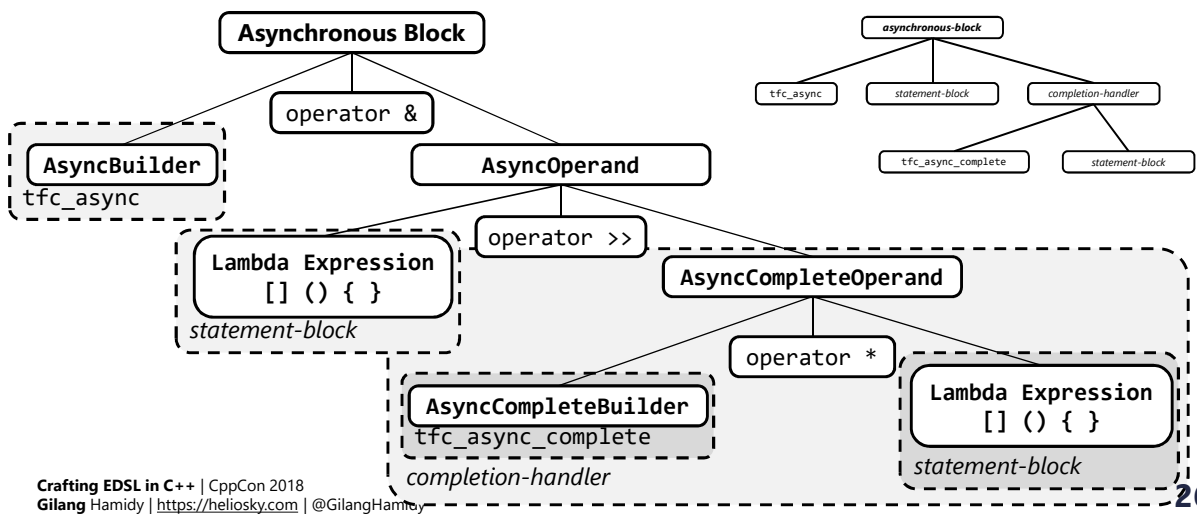 Asynchronous Block
operator &
AsyncBuilder
tfc_async
AsyncOperand
operator >>
Lambda Expression
[] () { }
statement-block
AsyncCompleteOperand
operator *
AsyncCompleteBuilder
tfc_async_complete
completion-handler
Lambda Expression
[] () { }
statement-block
asynchronous-block
tfc_async
statement-block
completion-handler
tfc_async_complete
statement-block
Crafting EDSL in C++ | CppCon 2018
Gilang Hamidy | https://heliosky.com | @GilangHamidy